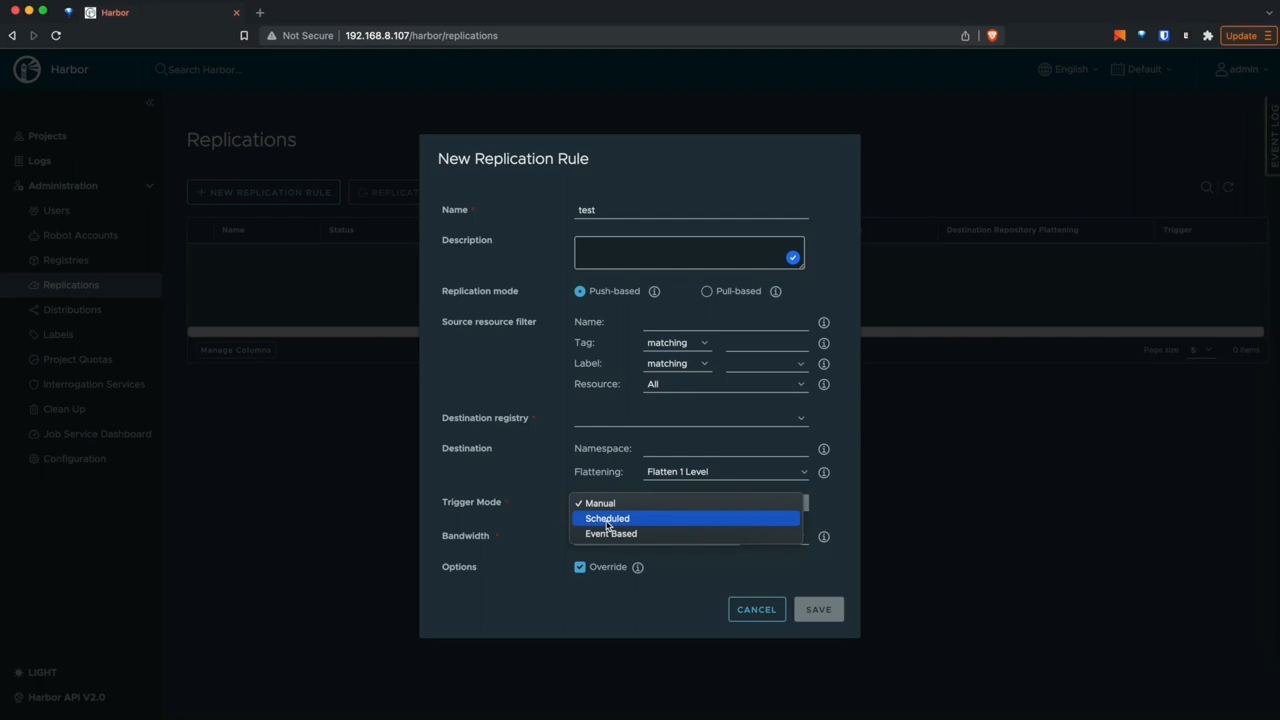 Harbor
Not Secure 192.168.8.107/harbor/replications
Update
Harbor
Search Harbor...
English
Default
admin
EVENT LOG
Projects
Logs
Administration
Users
Robot Accounts
Registries
Replications
Distributions
Labels
Project Quotas
Interrogation Services
Clean Up
Job Service Dashboard
Configuration
LIGHT
Harbor API V2.0
Replications
+ NEW REPLICATION RULE
REPLICAT
Name Status Destination Repository Flattening Trigger
Manage Columns
Page size 5 0 items
New Replication Rule
Name *
test
Description
Replication mode
Push-based
Pull-based
Source resource filter
Name:
Tag: matching
Label: matching
Resource: All
Destination registry *
Destination
Namespace:
Flattening: Flatten 1 Level
Trigger Mode *
✓ Manual
Scheduled
Event Based
Bandwidth *
Options
Override
CANCEL
SAVE